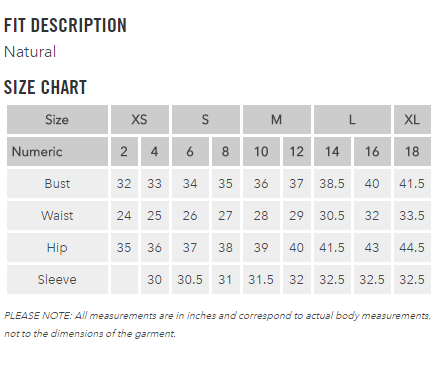 FIT DESCRIPTION
Natural
SIZE CHART
Size XS S M L XL
Numeric 2 4 6 8 10 12 14 16 18
Bust 32 33 34 35 36 37 38.5 40 41.5
Waist 24 25 26 27 28 29 30.5 32 33.5
Hip 35 36 37 38 39 40 41.5 43 44.5
Sleeve 30 30.5 31 31.5 32 32.5 32.5 32.5
PLEASE NOTE: All measurements are in inches and correspond to actual body measurements,
not to the dimensions of the garment.